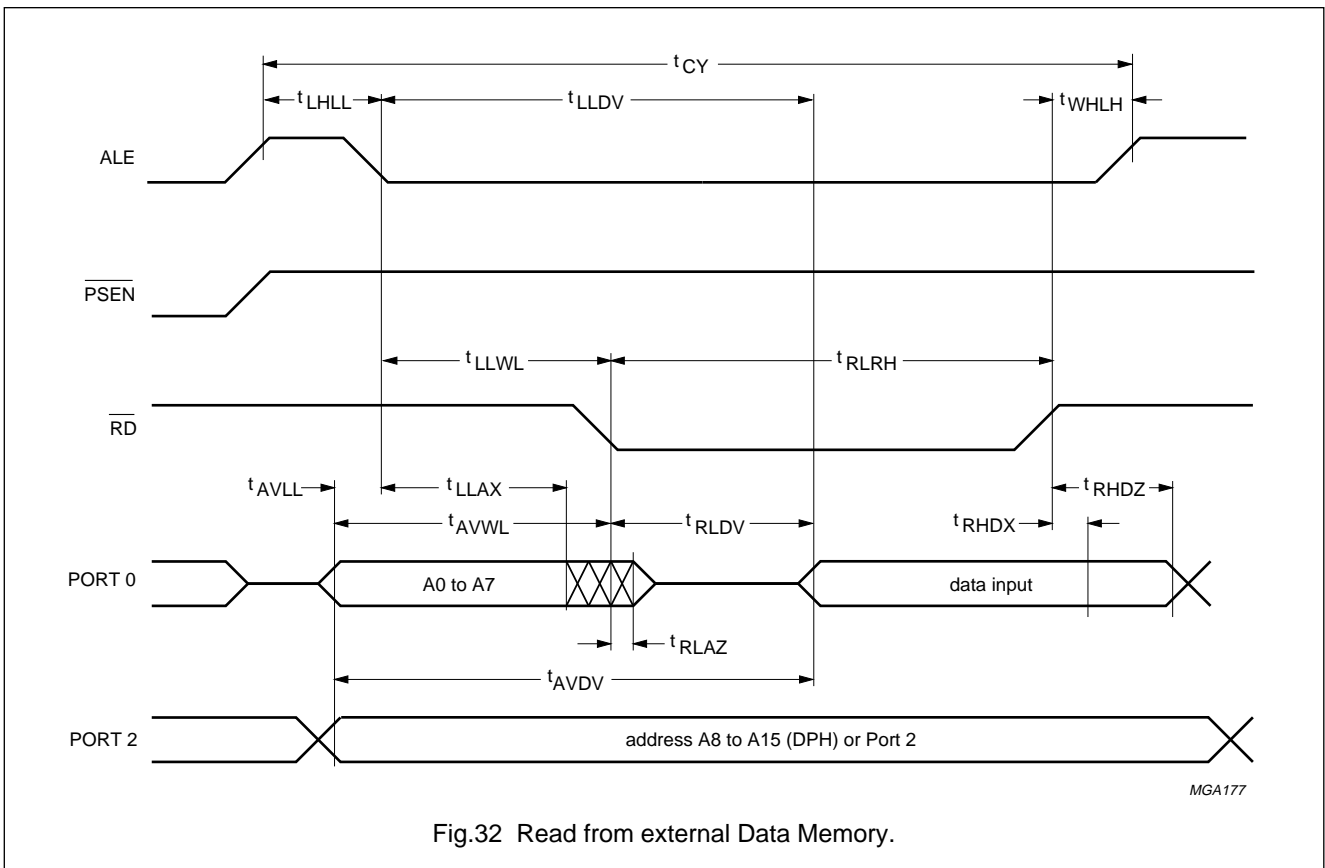 tCY
tLHLL
tLLDV
tWHLH
ALE
PSEN
tLLWL
tRLRH
RD
tAVLL
tLLAX
tRHDZ
tAVWL
tRLDV
tRHDX
PORT 0
A0 to A7
data input
tRLAZ
tAVDV
PORT 2
address A8 to A15 (DPH) or Port 2
MGA177
Fig.32 Read from external Data Memory.